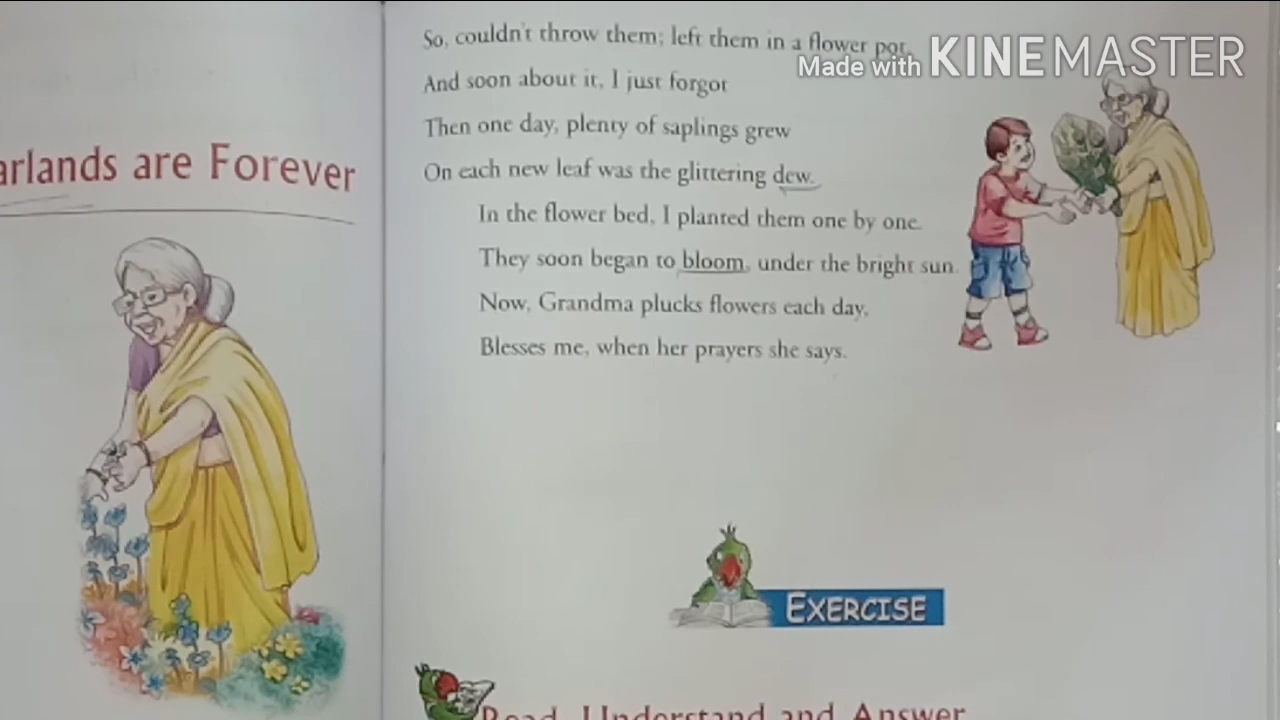 arlands are Forever
So, couldn't throw them; left them in a flower pot,
And soon about it, I just forgot
Then one day, plenty of saplings grew
On each new leaf was the glittering dew.
In the flower bed, I planted them one by one.
They soon began to bloom, under the bright sun.
Now, Grandma plucks flowers each day,
Blesses me, when her prayers she says.
EXERCISE
Read, Understand and Answer
Made with KINEMASTER